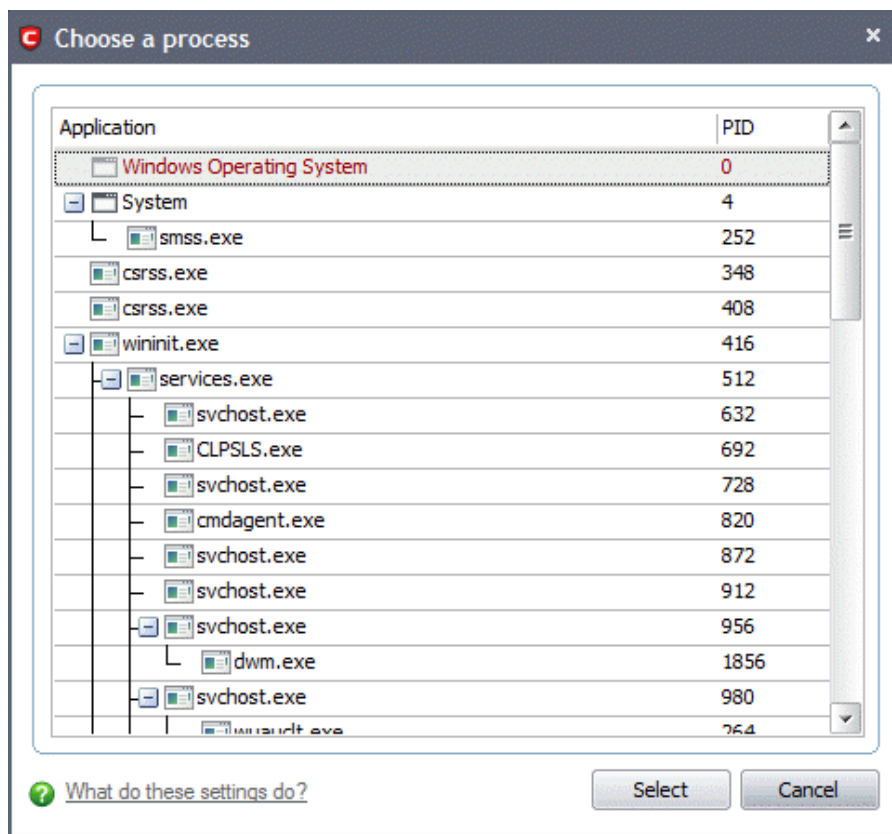 Choose a process
Application PID
Windows Operating System 0
System 4
smss.exe 252
csrss.exe 348
csrss.exe 408
wininit.exe 416
services.exe 512
svchost.exe 632
CLPSLS.exe 692
svchost.exe 728
cmdagent.exe 820
svchost.exe 872
svchost.exe 912
svchost.exe 956
dwm.exe 1856
svchost.exe 980
wuauclt.exe 264
What do these settings do?
Select Cancel